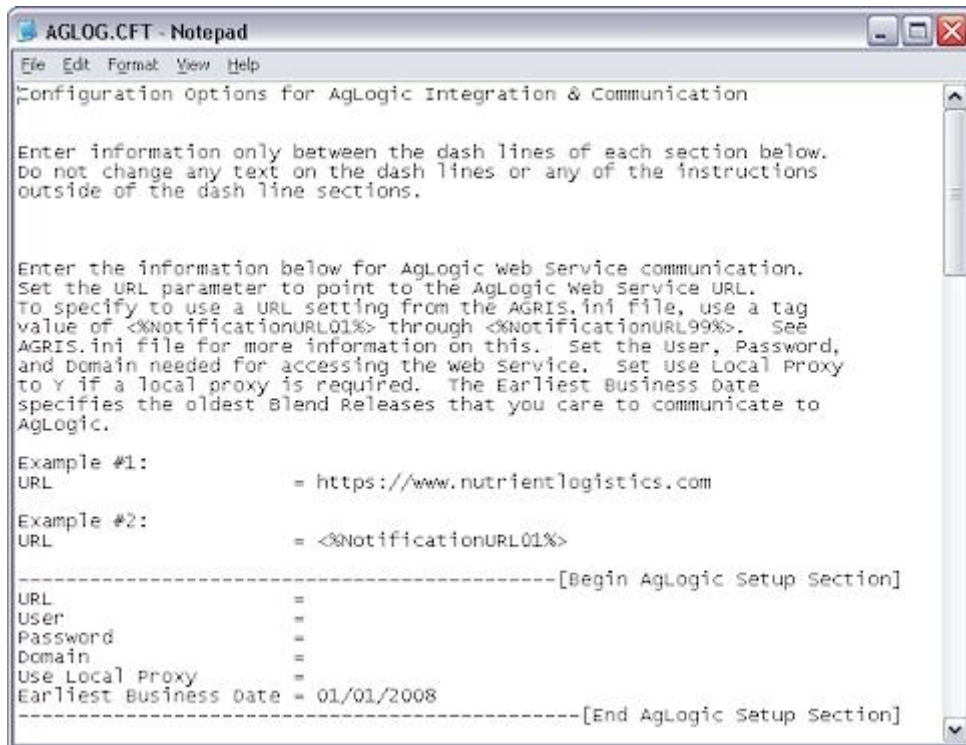 AGLOG.CFT - Notepad
File Edit Format View Help
Configuration Options for AgLogic Integration & Communication
Enter information only between the dash lines of each section below.
Do not change any text on the dash lines or any of the instructions
outside of the dash line sections.
Enter the information below for AgLogic Web Service communication.
Set the URL parameter to point to the AgLogic Web Service URL.
To specify to use a URL setting from the AGRIS.ini file, use a tag
value of <%NotificationURL01%> through <%NotificationURL99%>.  See
AGRIS.ini file for more information on this.  Set the User, Password,
and Domain needed for accessing the Web Service.  Set Use Local Proxy
to Y if a local proxy is required.  The Earliest Business Date
specifies the oldest Blend Releases that you care to communicate to
AgLogic.
Example #1:
URL = https://www.nutrientlogistics.com
Example #2:
URL = <%NotificationURL01%>
-----------------------------------------------[Begin AgLogic Setup Section]
URL =
User =
Password =
Domain =
Use Local Proxy =
Earliest Business Date = 01/01/2008
-------------------------------------------------[End AgLogic Setup Section]